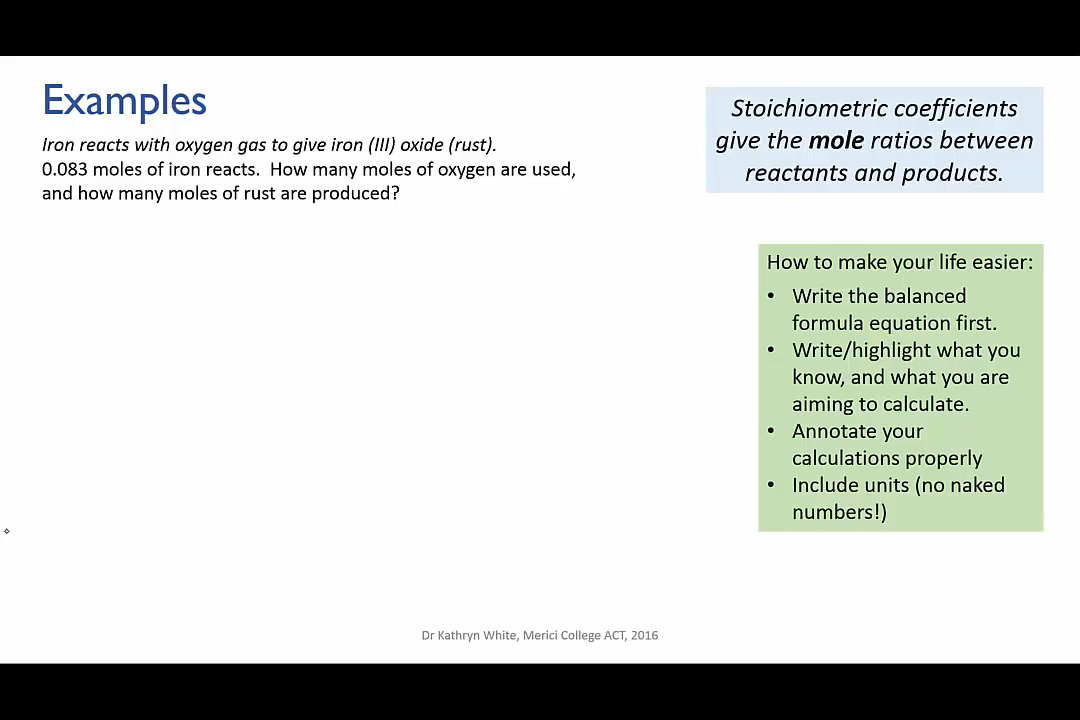 Examples
Iron reacts with oxygen gas to give iron (III) oxide (rust).
0.083 moles of iron reacts.  How many moles of oxygen are used,
and how many moles of rust are produced?
Stoichiometric coefficients
give the mole ratios between
reactants and products.
How to make your life easier:
• Write the balanced
formula equation first.
• Write/highlight what you
know, and what you are
aiming to calculate.
• Annotate your
calculations properly
• Include units (no naked
numbers!)
Dr Kathryn White, Merici College ACT, 2016